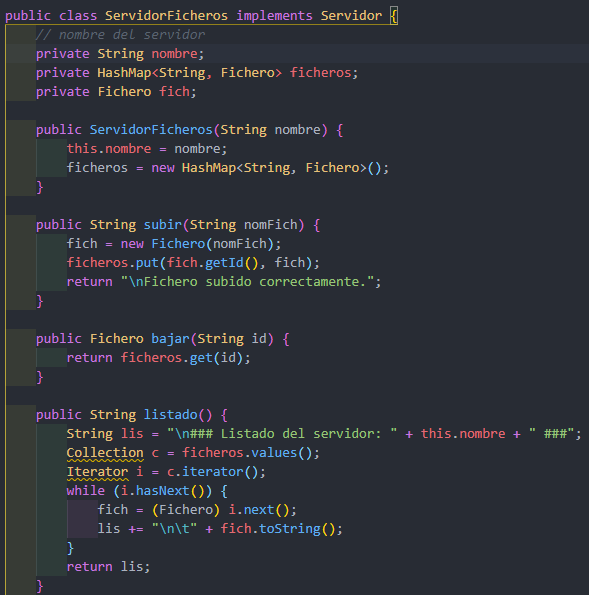 public class ServidorFicheros implements Servidor {
// nombre del servidor
private String nombre;
private HashMap<String, Fichero> ficheros;
private Fichero fich;
public ServidorFicheros(String nombre) {
this.nombre = nombre;
ficheros = new HashMap<String, Fichero>();
}
public String subir(String nomFich) {
fich = new Fichero(nomFich);
ficheros.put(fich.getId(), fich);
return "\nFichero subido correctamente.";
}
public Fichero bajar(String id) {
return ficheros.get(id);
}
public String listado() {
String lis = "\n### Listado del servidor: " + this.nombre + " ###";
Collection c = ficheros.values();
Iterator i = c.iterator();
while (i.hasNext()) {
fich = (Fichero) i.next();
lis += "\n\t" + fich.toString();
}
return lis;
}